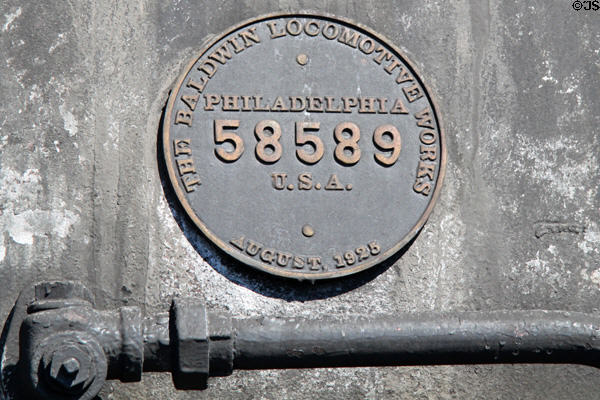 ©JS
THE BALDWIN LOCOMOTIVE WORKS
PHILADELPHIA
58589
U.S.A.
AUGUST, 1925